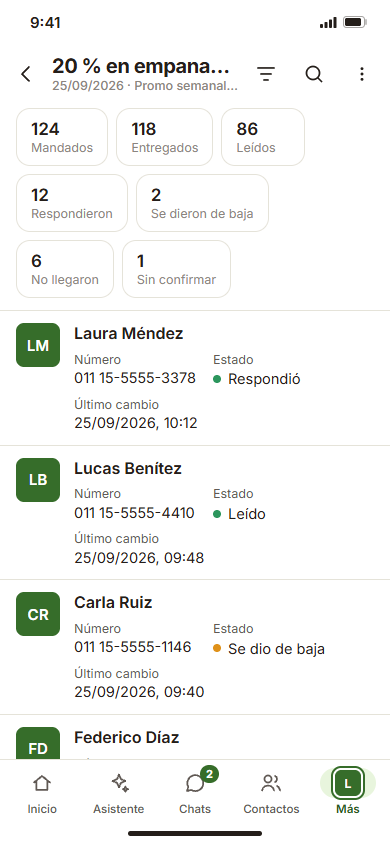 9:41
20 % en empana...
25/09/2026 · Promo semanal...
124
Mandados
118
Entregados
86
Leídos
12
Respondieron
2
Se dieron de baja
6
No llegaron
1
Sin confirmar
LM
Laura Méndez
Número
Estado
011 15-5555-3378
Respondió
Último cambio
25/09/2026, 10:12
LB
Lucas Benítez
Número
Estado
011 15-5555-4410
Leído
Último cambio
25/09/2026, 09:48
CR
Carla Ruiz
Número
Estado
011 15-5555-1146
Se dio de baja
Último cambio
25/09/2026, 09:40
FD
Federico Díaz
2
L
Inicio
Asistente
Chats
Contactos
Más